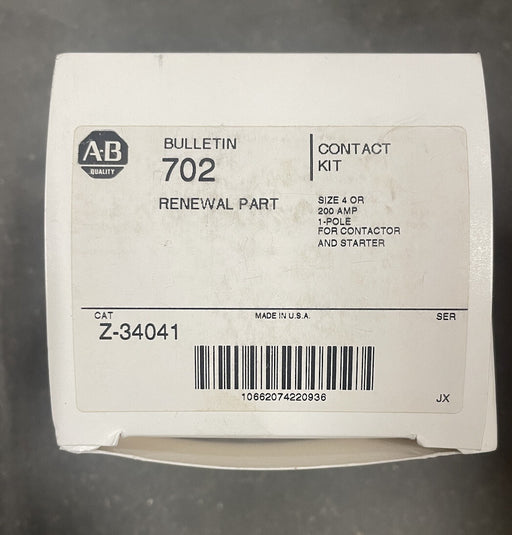 A-B
QUALITY
BULLETIN
702
RENEWAL PART
CONTACT
KIT
SIZE 4 OR
200 AMP
1-POLE
FOR CONTACTOR
AND STARTER
CAT
MADE IN U.S.A.
SER
Z-34041
10662074220936
JX